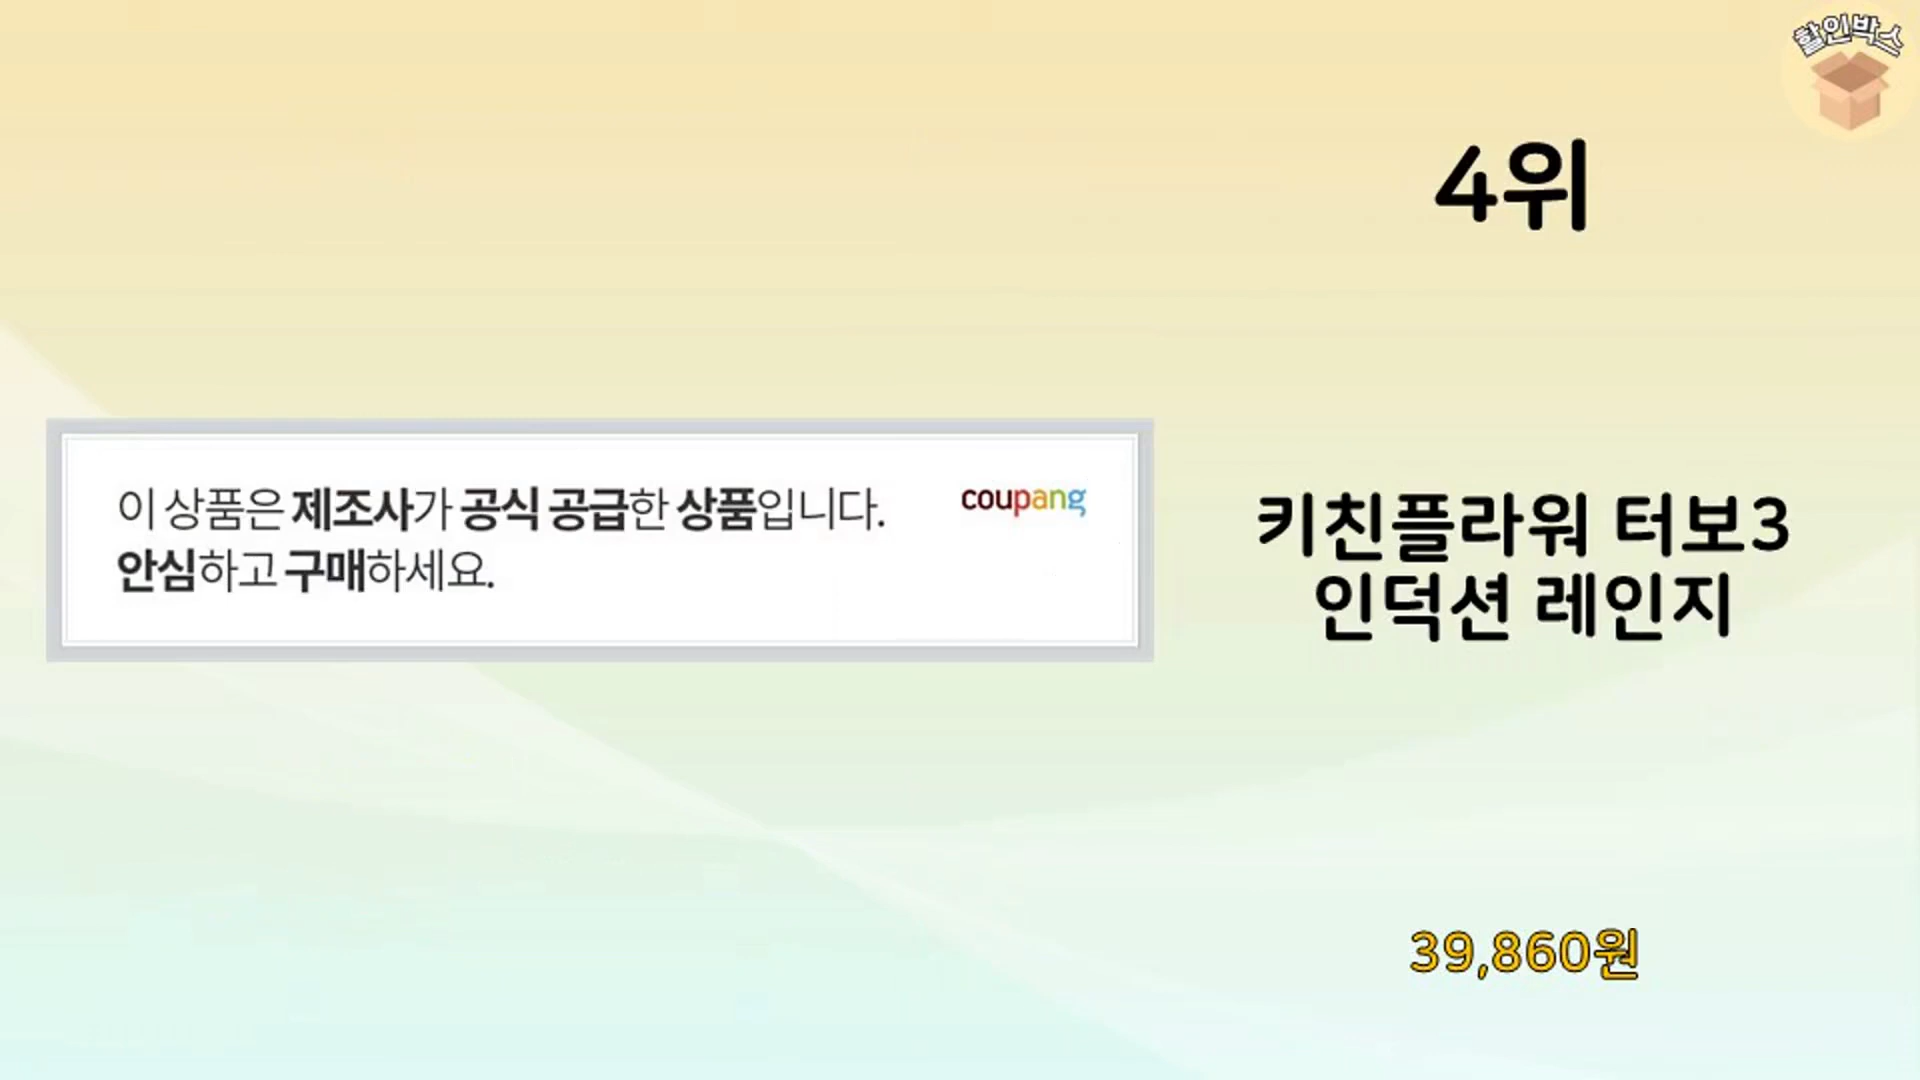 할인박스
4위
이 상품은 제조사가 공식 공급한 상품입니다.
안심하고 구매하세요.
coupang
키친플라워 터보3
인덕션 레인지
39,860원